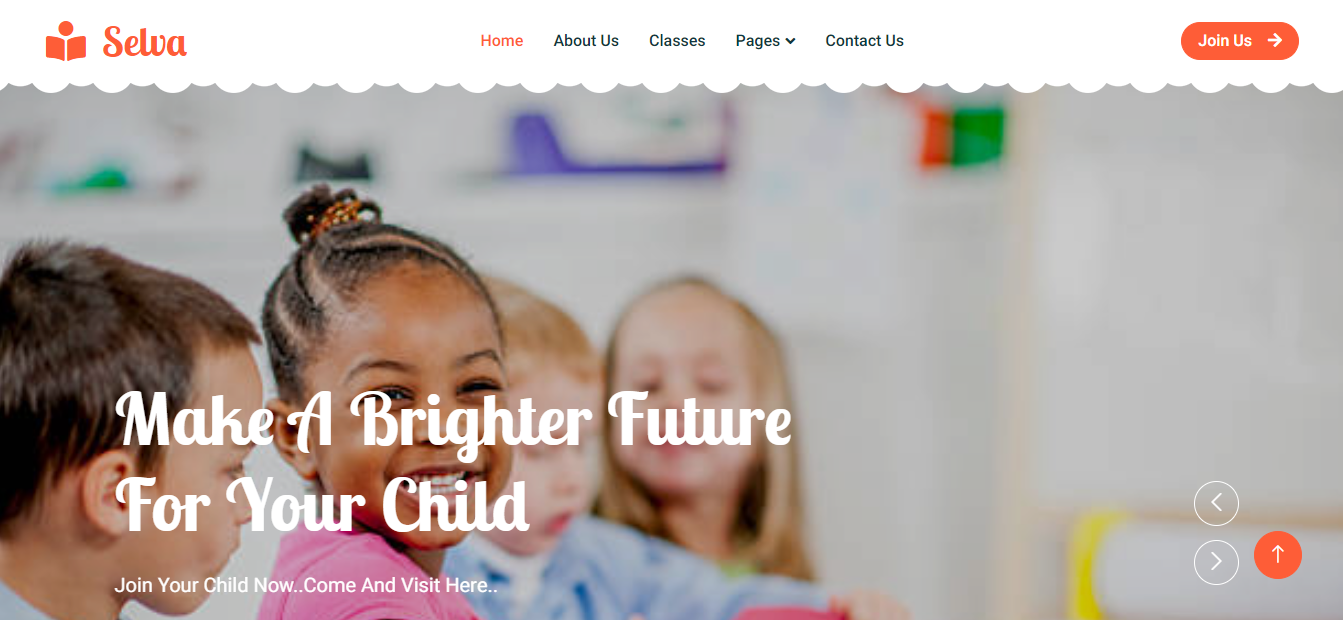 Selva
Home About Us Classes Pages Contact Us
Join Us
Make A Brighter Future
For Your Child
Join Your Child Now..Come And Visit Here..